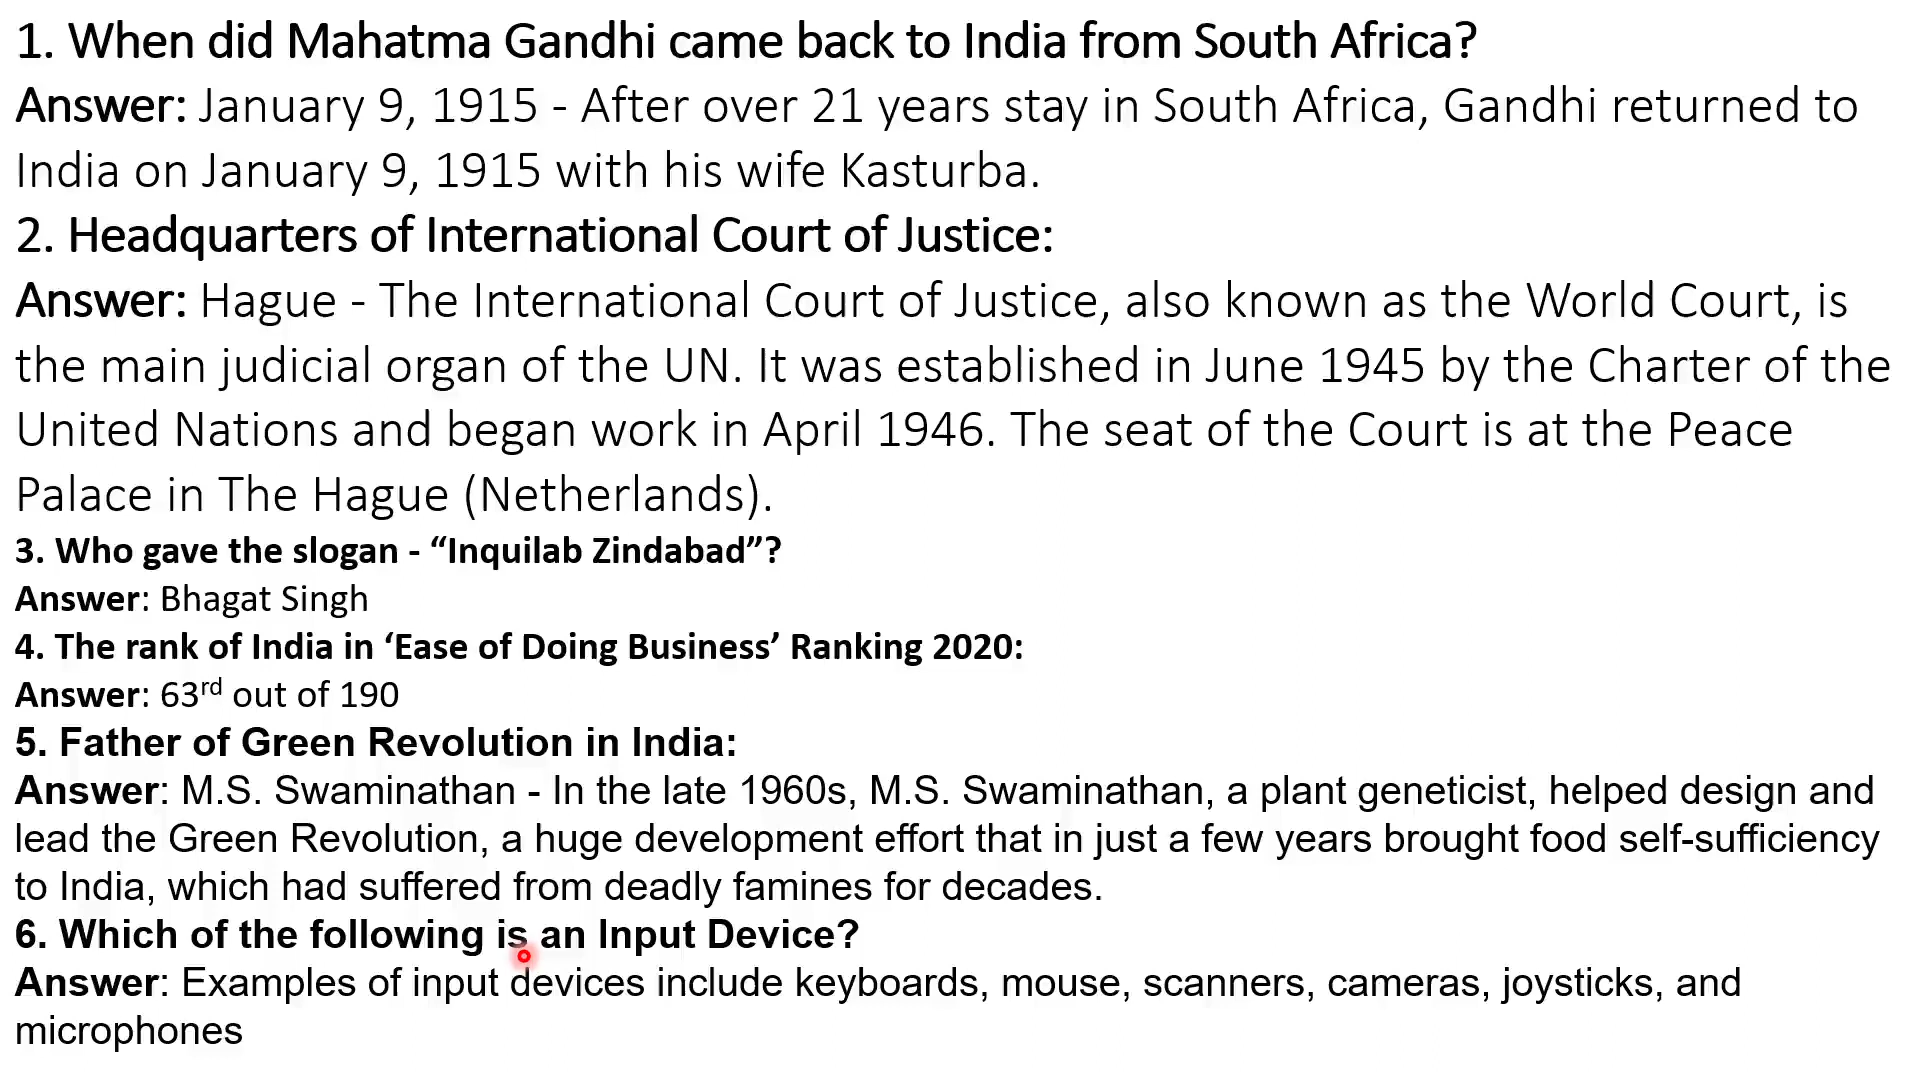 1. When did Mahatma Gandhi came back to India from South Africa?
Answer: January 9, 1915 - After over 21 years stay in South Africa, Gandhi returned to
India on January 9, 1915 with his wife Kasturba.
2. Headquarters of International Court of Justice:
Answer: Hague - The International Court of Justice, also known as the World Court, is
the main judicial organ of the UN. It was established in June 1945 by the Charter of the
United Nations and began work in April 1946. The seat of the Court is at the Peace
Palace in The Hague (Netherlands).
3. Who gave the slogan - “Inquilab Zindabad”?
Answer: Bhagat Singh
4. The rank of India in ‘Ease of Doing Business’ Ranking 2020:
Answer: 63rd out of 190
5. Father of Green Revolution in India:
Answer: M.S. Swaminathan - In the late 1960s, M.S. Swaminathan, a plant geneticist, helped design and
lead the Green Revolution, a huge development effort that in just a few years brought food self-sufficiency
to India, which had suffered from deadly famines for decades.
6. Which of the following is an Input Device?
Answer: Examples of input devices include keyboards, mouse, scanners, cameras, joysticks, and
microphones